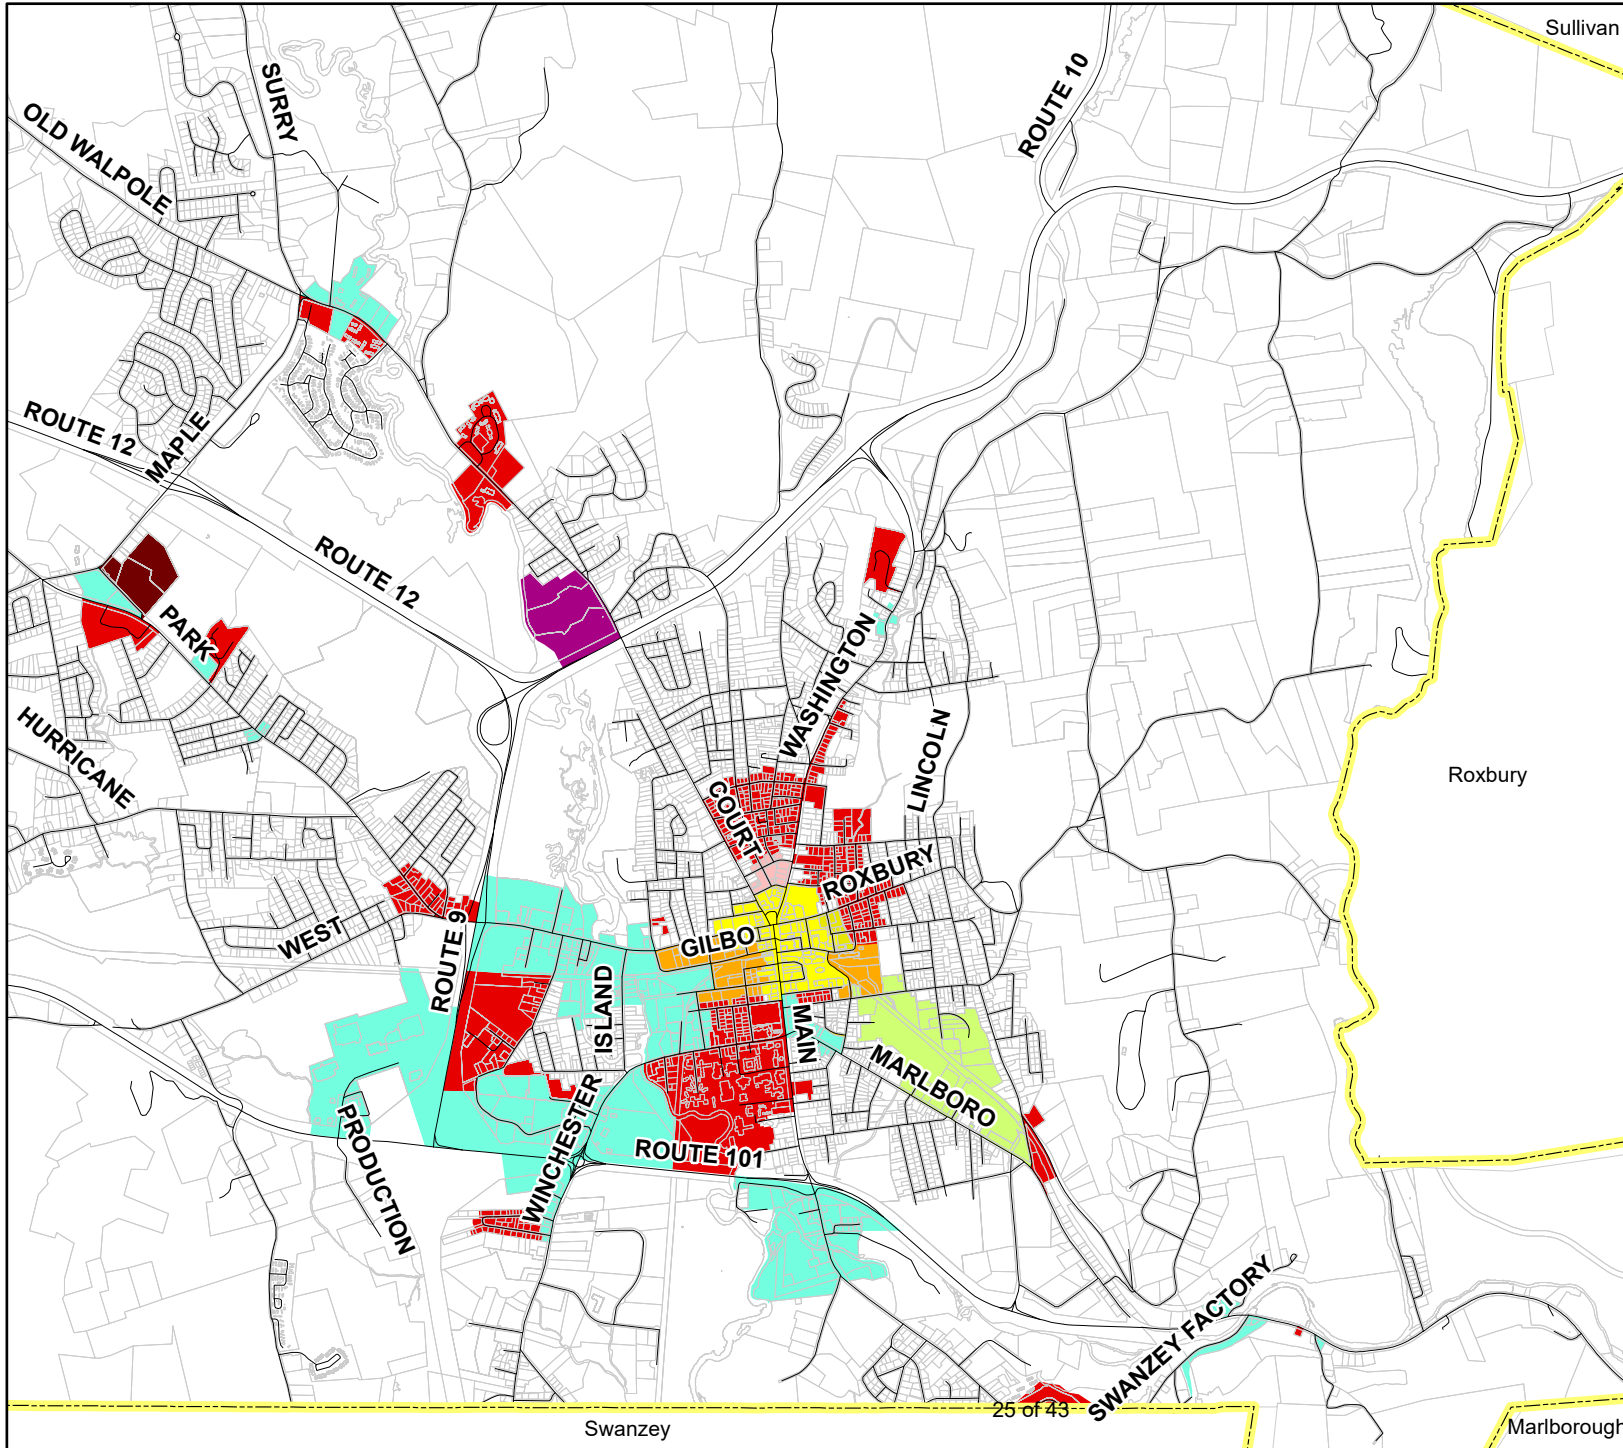 Sullivan
SURRY
ROUTE 10
OLD WALPOLE
ROUTE 12
MAPLE
ROUTE 12
PARK
WASHINGTON
HURRICANE
LINCOLN
Roxbury
COURT
ROXBURY
WEST
GILBO
ROUTE 9
ISLAND
MAIN
MARLBORO
PRODUCTION
WINCHESTER
ROUTE 101
SWANZEY FACTORY
25 of 43
Swanzey
Marlborough